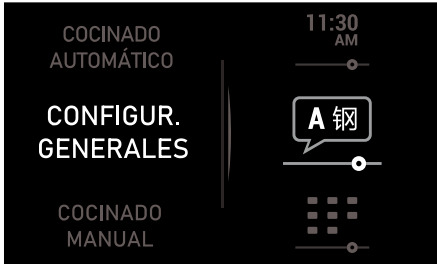 COCINADO
AUTOMÁTICO
11:30
AM
CONFIGUR.
GENERALES
A 钢
COCINADO
MANUAL